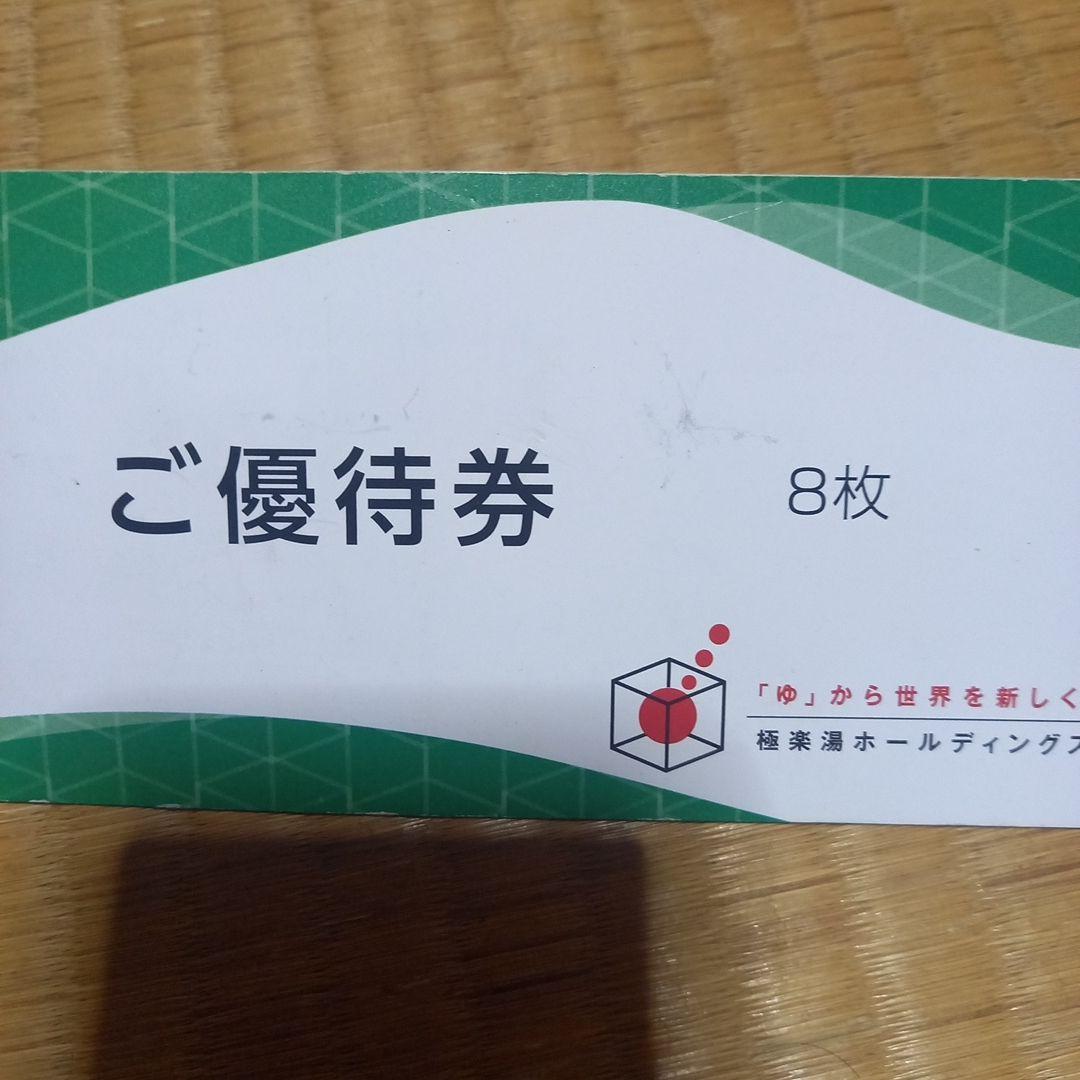 ご優待券
8枚
「ゆ」から世界を新しく
極楽湯ホールディングス